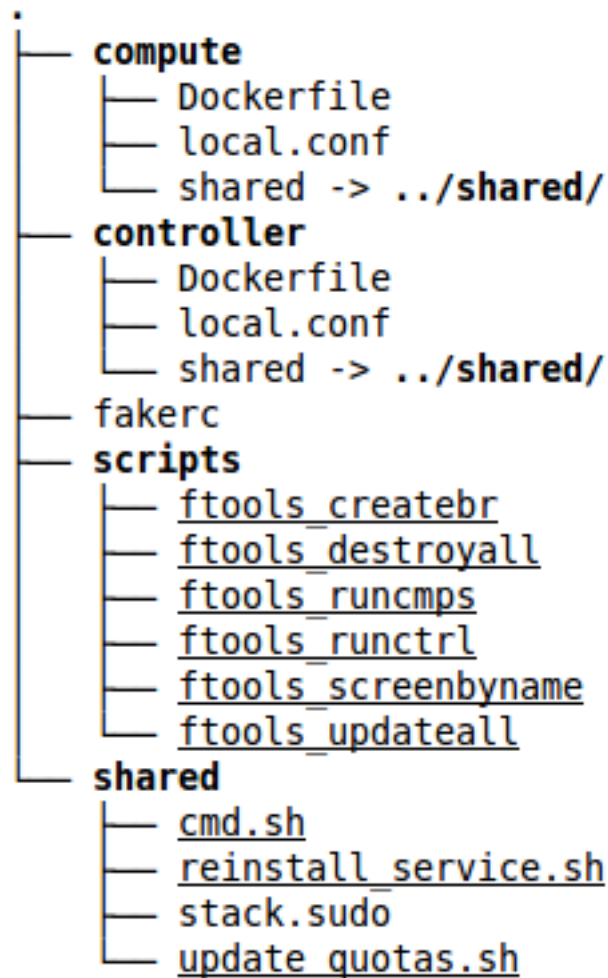 .
├── compute
│   ├── Dockerfile
│   ├── local.conf
│   └── shared -> ../shared/
├── controller
│   ├── Dockerfile
│   ├── local.conf
│   └── shared -> ../shared/
├── fakerc
├── scripts
│   ├── ftools_createbr
│   ├── ftools_destroyall
│   ├── ftools_runcmps
│   ├── ftools_runctrl
│   ├── ftools_screenbyname
│   └── ftools_updateall
└── shared
    ├── cmd.sh
    ├── reinstall_service.sh
    ├── stack.sudo
    └── update_quotas.sh